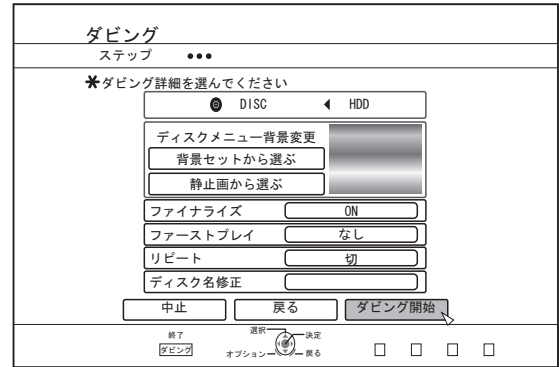 ダビング
ステップ ●●●
＊ダビング詳細を選んでください
DISC ◀ HDD
ディスクメニュー背景変更
背景セットから選ぶ
静止画から選ぶ
ファイナライズ ON
ファーストプレイ なし
リピート 切
ディスク名修正
中止 戻る ダビング開始
終了
ダビング
選択 決定
オプション 戻る